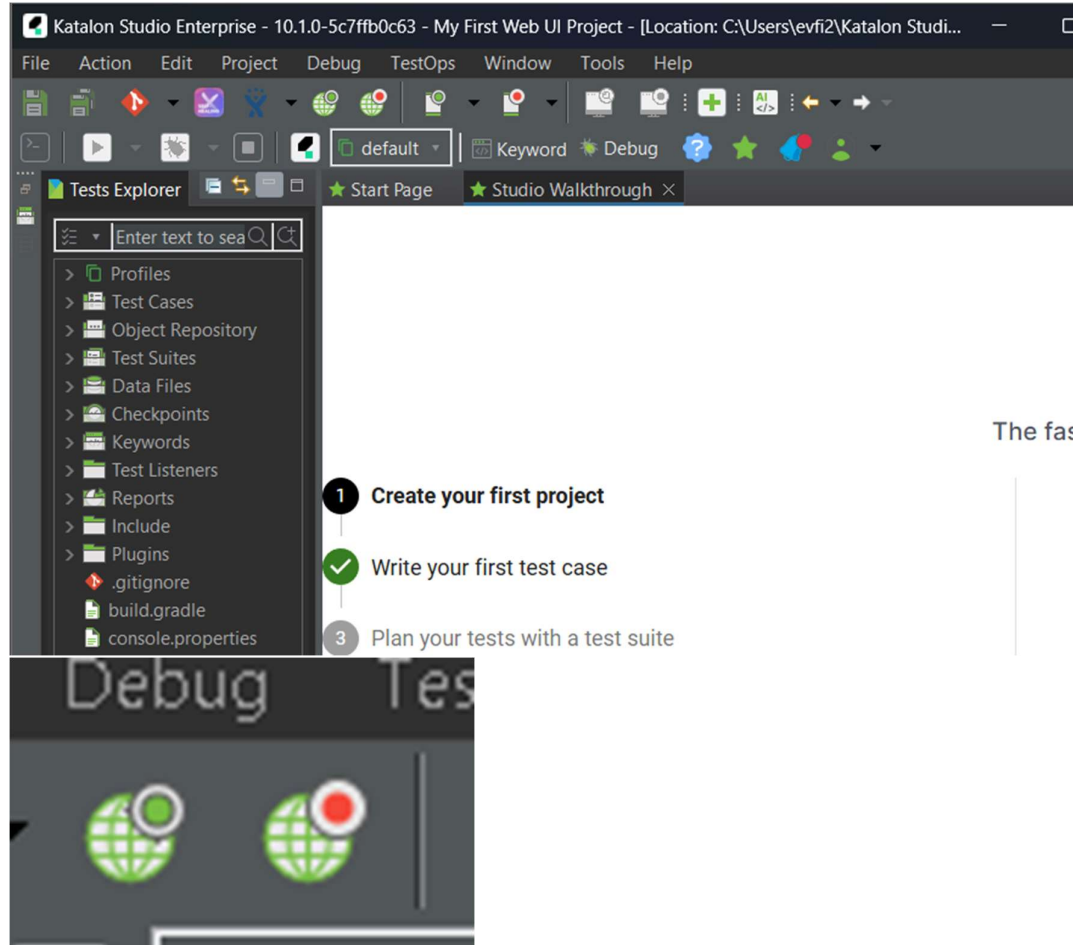 Katalon Studio Enterprise - 10.1.0-5c7ffb0c63 - My First Web UI Project - [Location: C:\Users\evfi2\Katalon Studi...
File Action Edit Project Debug TestOps Window Tools Help
AI
default Keyword Debug
Tests Explorer Start Page Studio Walkthrough
Enter text to sea
Profiles
Test Cases
Object Repository
Test Suites
Data Files
Checkpoints
The fas
Keywords
Test Listeners
1 Create your first project
Reports
Include
Plugins
Write your first test case
.gitignore
build.gradle
console.properties
3 Plan your tests with a test suite
Debug Tes